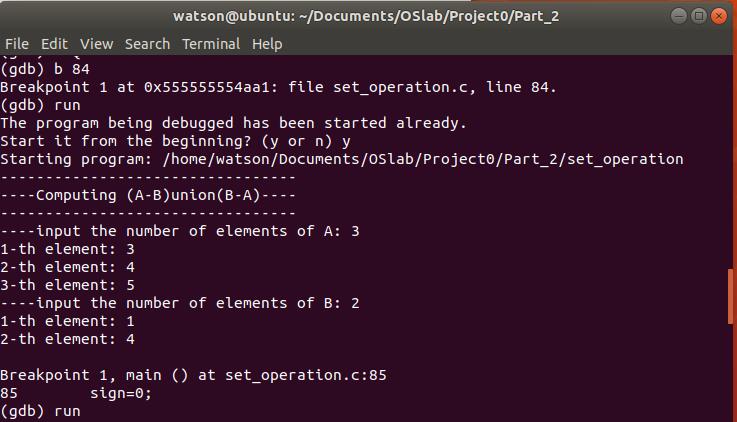 watson@ubuntu: ~/Documents/OSlab/Project0/Part_2
File Edit View Search Terminal Help
(gdb) b 84
Breakpoint 1 at 0x555555554aa1: file set_operation.c, line 84.
(gdb) run
The program being debugged has been started already.
Start it from the beginning? (y or n) y
Starting program: /home/watson/Documents/OSlab/Project0/Part_2/set_operation
---------------------------------
----Computing (A-B)union(B-A)----
---------------------------------
----input the number of elements of A: 3
1-th element: 3
2-th element: 4
3-th element: 5
----input the number of elements of B: 2
1-th element: 1
2-th element: 4
Breakpoint 1, main () at set_operation.c:85
85 sign=0;
(gdb) run